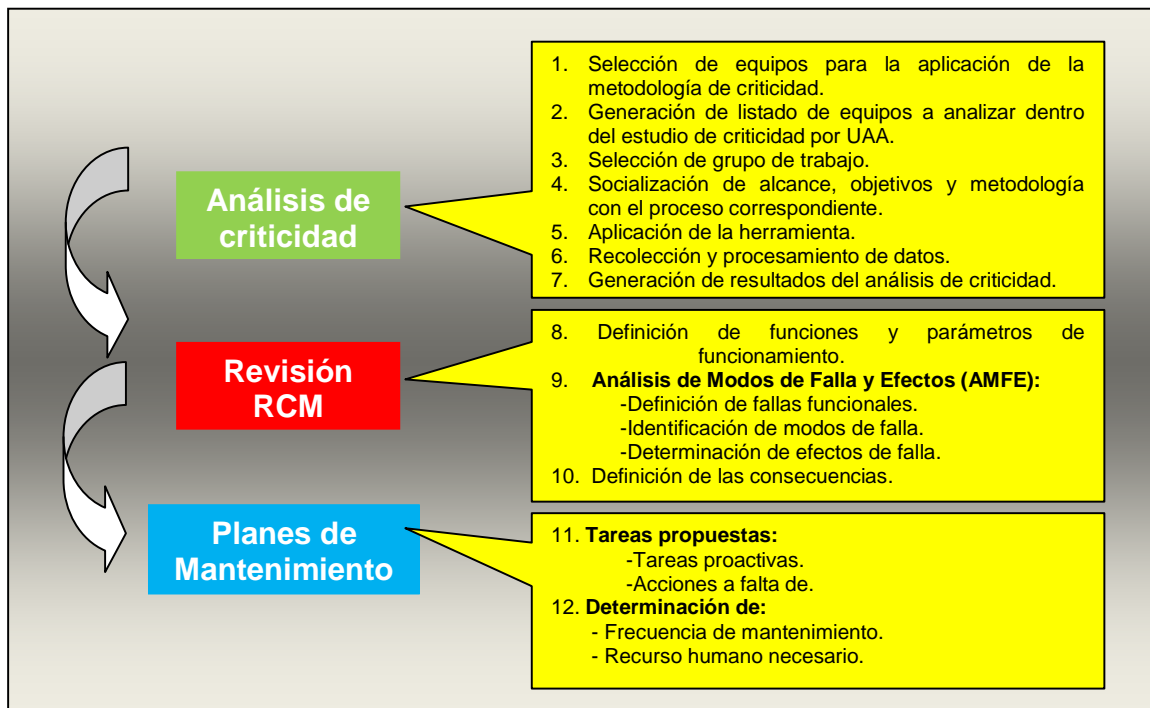 Análisis de
criticidad
1. Selección de equipos para la aplicación de la
metodología de criticidad.
2. Generación de listado de equipos a analizar dentro
del estudio de criticidad por UAA.
3. Selección de grupo de trabajo.
4. Socialización de alcance, objetivos y metodología
con el proceso correspondiente.
5. Aplicación de la herramienta.
6. Recolección y procesamiento de datos.
7. Generación de resultados del análisis de criticidad.
Revisión
RCM
8. Definición de funciones y parámetros de
funcionamiento.
9. Análisis de Modos de Falla y Efectos (AMFE):
-Definición de fallas funcionales.
-Identificación de modos de falla.
-Determinación de efectos de falla.
10. Definición de las consecuencias.
Planes de
Mantenimiento
11. Tareas propuestas:
-Tareas proactivas.
-Acciones a falta de.
12. Determinación de:
- Frecuencia de mantenimiento.
- Recurso humano necesario.